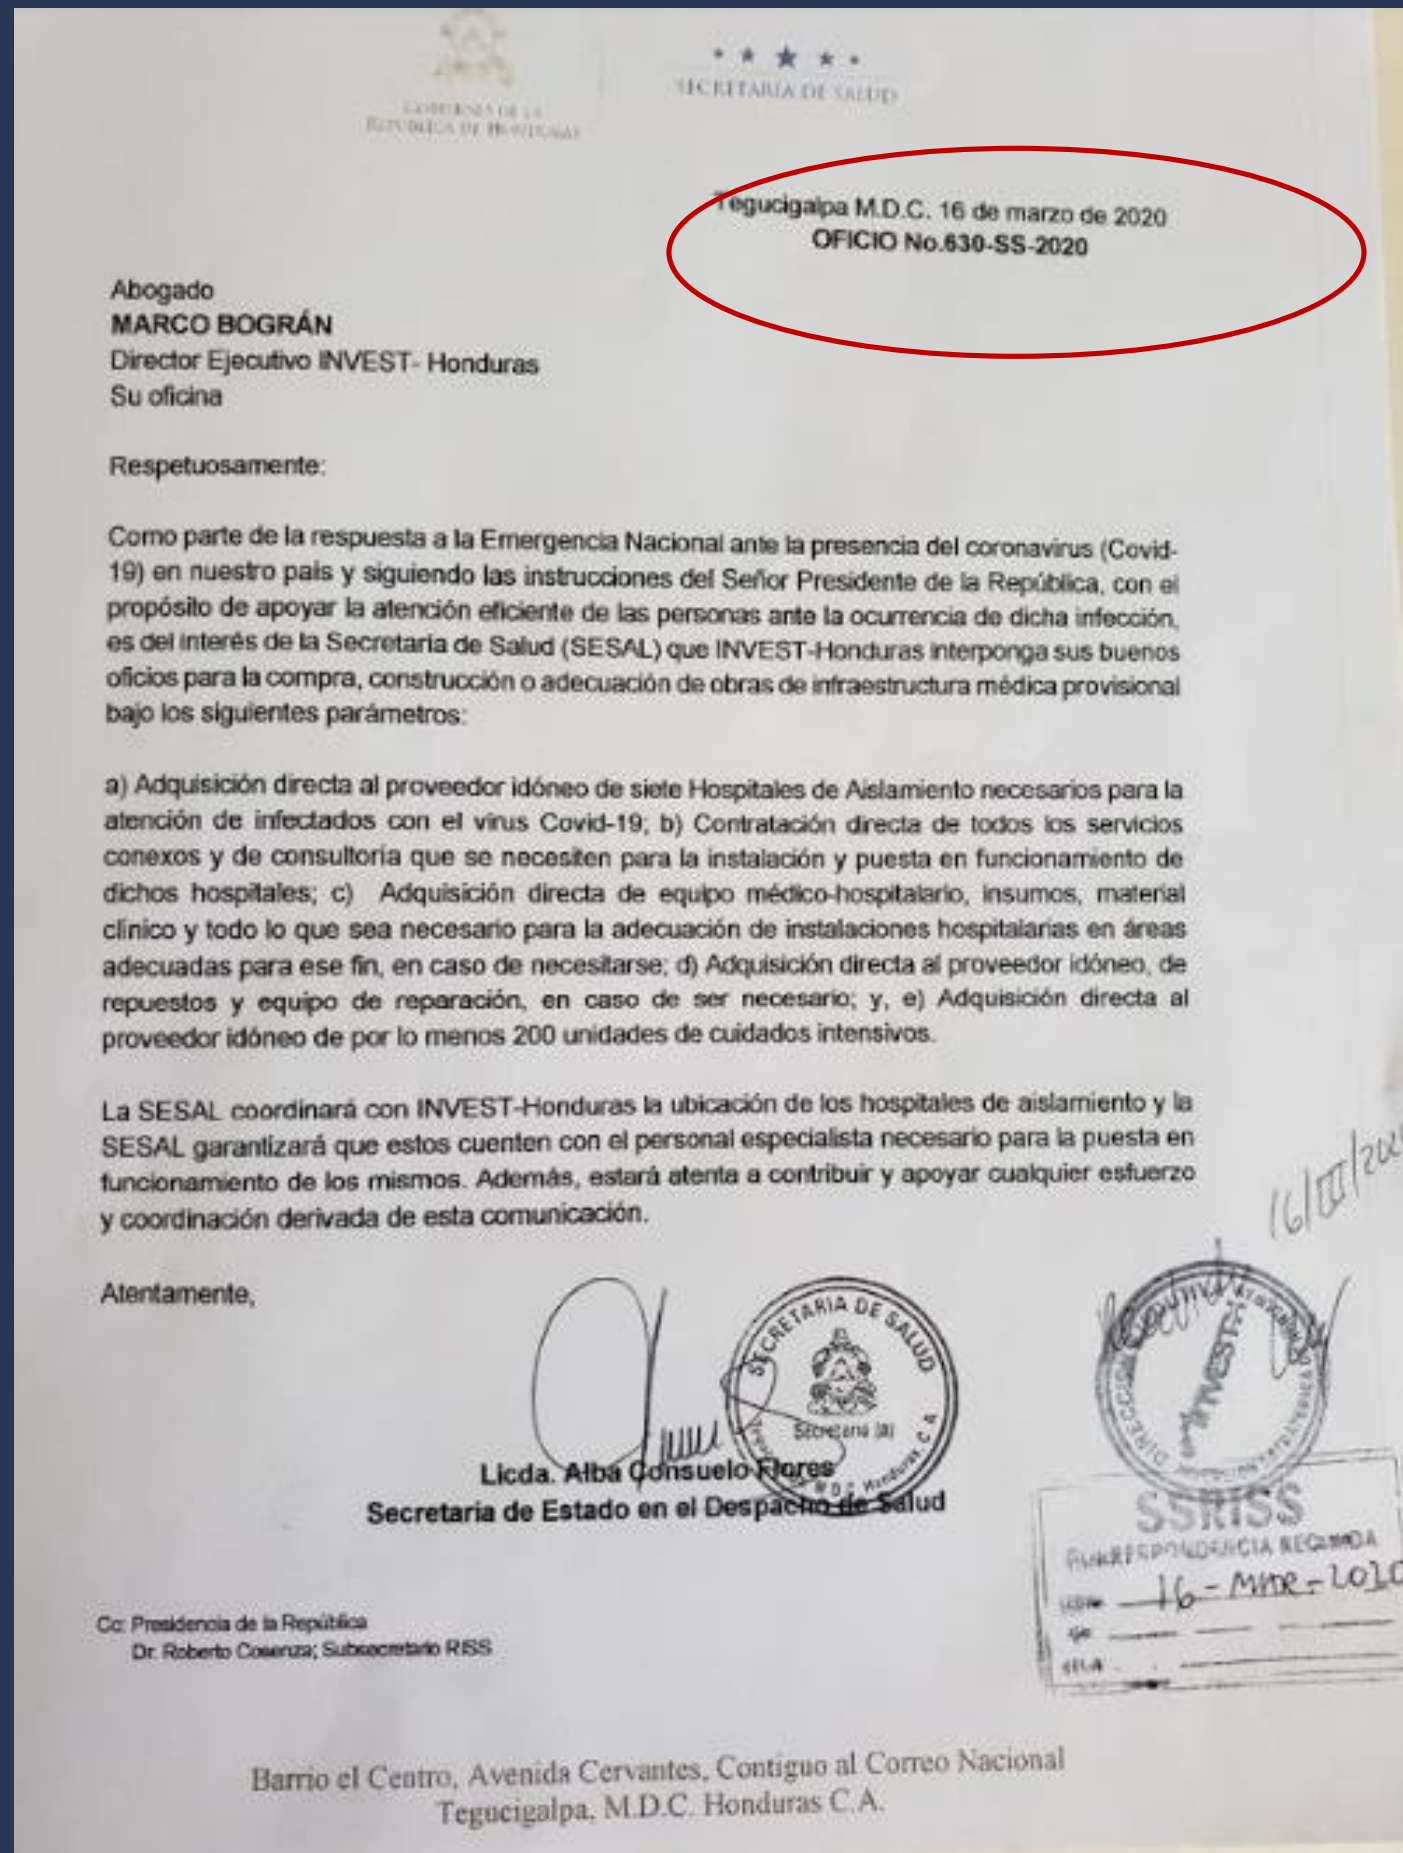 GOBIERNO DE LA
REPÚBLICA DE HONDURAS
SECRETARÍA DE SALUD
Tegucigalpa M.D.C. 16 de marzo de 2020
OFICIO No.630-SS-2020
Abogado
MARCO BOGRÁN
Director Ejecutivo INVEST- Honduras
Su oficina
Respetuosamente:
Como parte de la respuesta a la Emergencia Nacional ante la presencia del coronavirus (Covid-
19) en nuestro país y siguiendo las instrucciones del Señor Presidente de la República, con el
propósito de apoyar la atención eficiente de las personas ante la ocurrencia de dicha infección,
es del interés de la Secretaría de Salud (SESAL) que INVEST-Honduras interponga sus buenos
oficios para la compra, construcción o adecuación de obras de infraestructura médica provisional
bajo los siguientes parámetros:
a) Adquisición directa al proveedor idóneo de siete Hospitales de Aislamiento necesarios para la
atención de infectados con el virus Covid-19; b) Contratación directa de todos los servicios
conexos y de consultoría que se necesiten para la instalación y puesta en funcionamiento de
dichos hospitales; c) Adquisición directa de equipo médico-hospitalario, insumos, material
clínico y todo lo que sea necesario para la adecuación de instalaciones hospitalarias en áreas
adecuadas para ese fin, en caso de necesitarse; d) Adquisición directa al proveedor idóneo, de
repuestos y equipo de reparación, en caso de ser necesario; y, e) Adquisición directa al
proveedor idóneo de por lo menos 200 unidades de cuidados intensivos.
La SESAL coordinará con INVEST-Honduras la ubicación de los hospitales de aislamiento y la
SESAL garantizará que estos cuenten con el personal especialista necesario para la puesta en
funcionamiento de los mismos. Además, estará atenta a contribuir y apoyar cualquier esfuerzo
y coordinación derivada de esta comunicación.
16/III/2020
Atentamente,
SECRETARIA DE SALUD
Secretaria (a)
M.D.C. Honduras, C.A.
INVEST-H
Licda. Alba Consuelo Flores
Secretaria de Estado en el Despacho de Salud
SSRISS
CORRESPONDENCIA RECIBIDA
16-MAR-2020
Cc: Presidencia de la República
Dr. Roberto Cosenza; Subsecretario RISS
Barrio el Centro, Avenida Cervantes, Contiguo al Correo Nacional
Tegucigalpa, M.D.C. Honduras C.A.